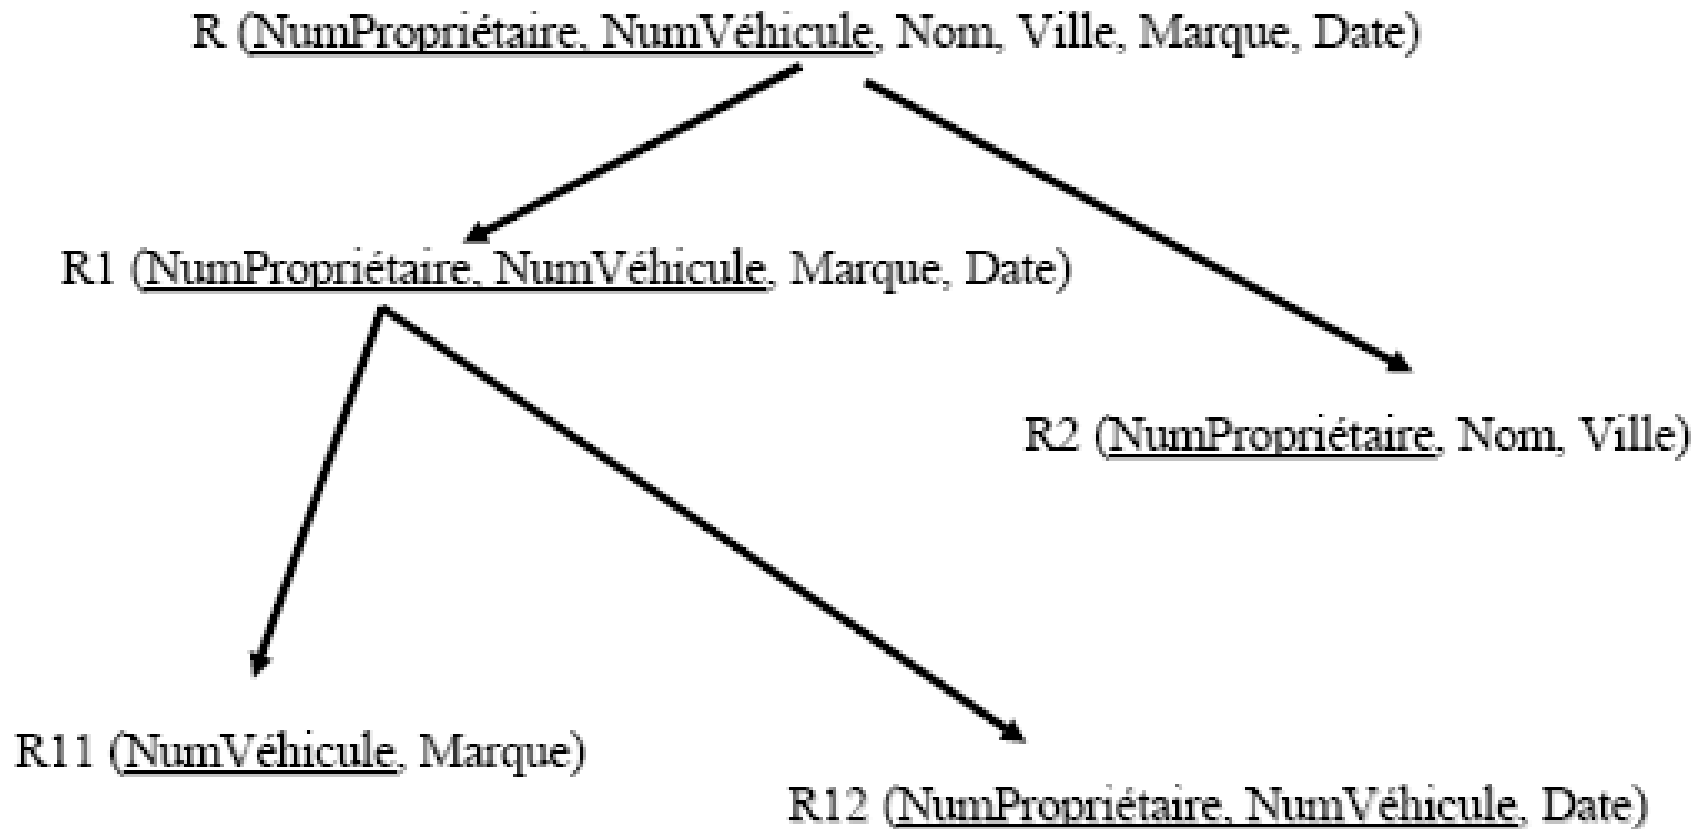 R (NumPropriétaire, NumVéhicule, Nom, Ville, Marque, Date)
R1 (NumPropriétaire, NumVéhicule, Marque, Date)
R2 (NumPropriétaire, Nom, Ville)
R11 (NumVéhicule, Marque)
R12 (NumPropriétaire, NumVéhicule, Date)